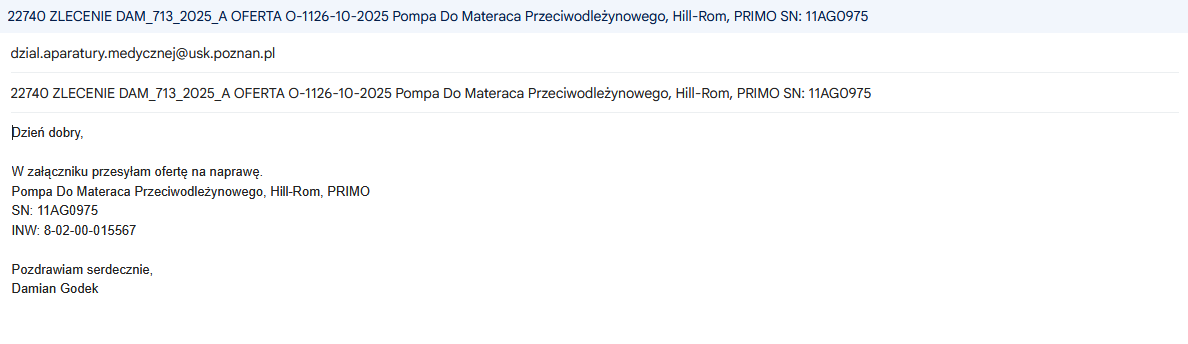 22740 ZLECENIE DAM_713_2025_A OFERTA O-1126-10-2025 Pompa Do Materaca Przeciwodleżynowego, Hill-Rom, PRIMO SN: 11AG0975
dzial.aparatury.medycznej@usk.poznan.pl
22740 ZLECENIE DAM_713_2025_A OFERTA O-1126-10-2025 Pompa Do Materaca Przeciwodleżynowego, Hill-Rom, PRIMO SN: 11AG0975
Dzień dobry,
W załączniku przesyłam ofertę na naprawę.
Pompa Do Materaca Przeciwodleżynowego, Hill-Rom, PRIMO
SN: 11AG0975
INW: 8-02-00-015567
Pozdrawiam serdecznie,
Damian Godek